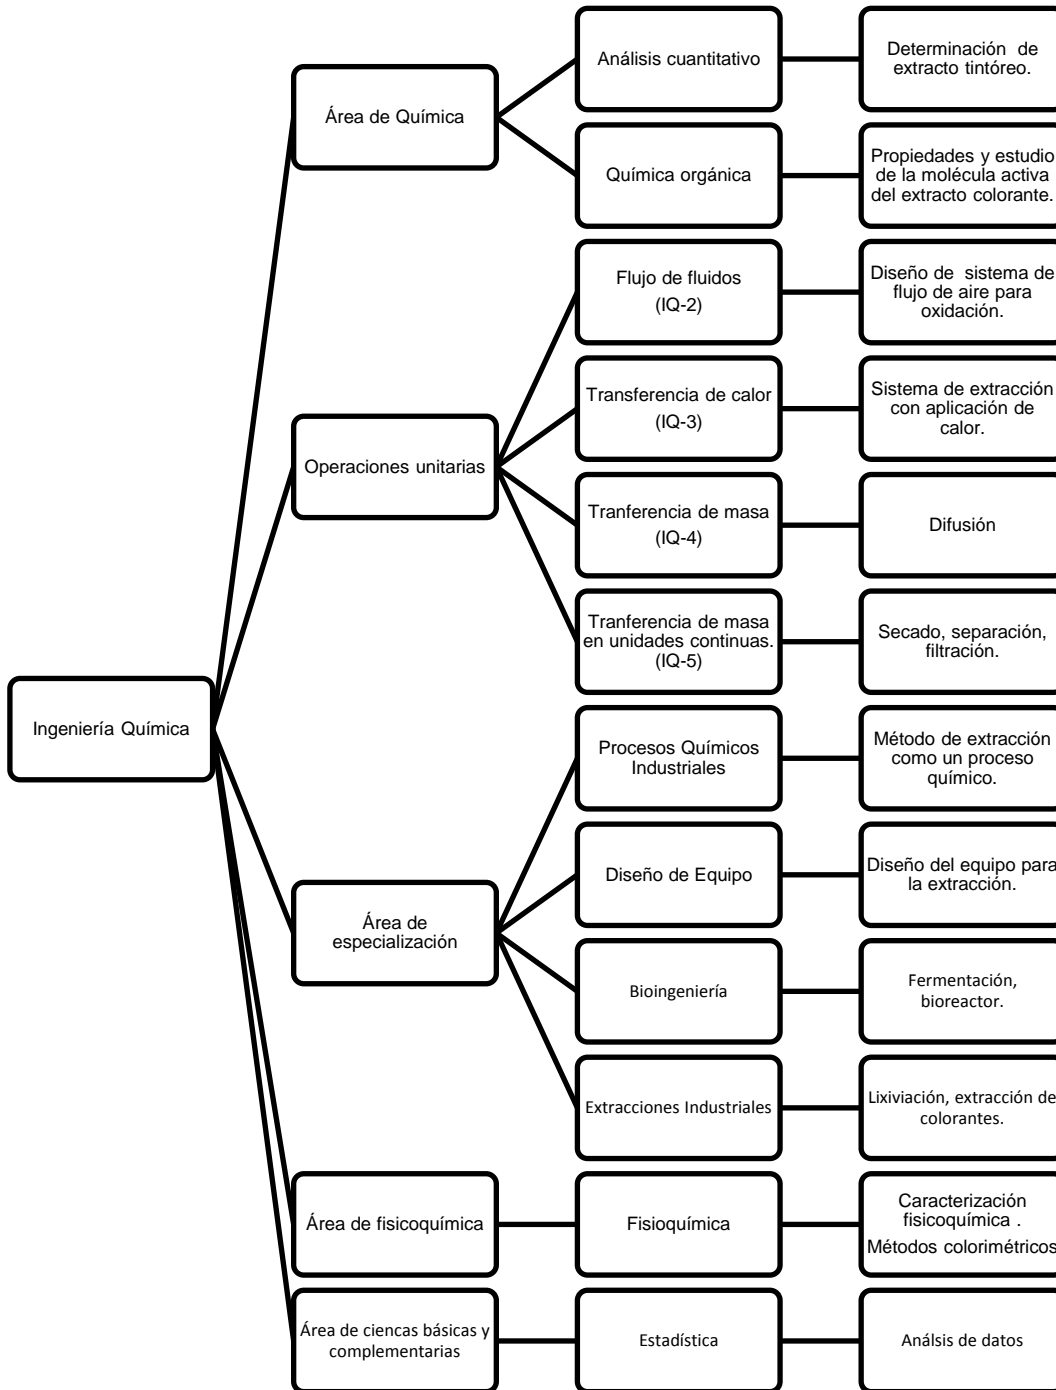 Ingeniería Química
Área de Química
Análisis cuantitativo
Determinación de
extracto tintóreo.
Química orgánica
Propiedades y estudio
de la molécula activa
del extracto colorante.
Operaciones unitarias
Flujo de fluidos
(IQ-2)
Diseño de sistema de
flujo de aire para
oxidación.
Transferencia de calor
(IQ-3)
Sistema de extracción
con aplicación de
calor.
Tranferencia de masa
(IQ-4)
Difusión
Tranferencia de masa
en unidades continuas.
(IQ-5)
Secado, separación,
filtración.
Área de
especialización
Procesos Químicos
Industriales
Método de extracción
como un proceso
químico.
Diseño de Equipo
Diseño del equipo para
la extracción.
Bioingeniería
Fermentación,
bioreactor.
Extracciones Industriales
Lixiviación, extracción de
colorantes.
Área de fisicoquímica
Fisioquímica
Caracterización
fisicoquímica .
Métodos colorimétricos
Área de ciencas básicas y
complementarias
Estadística
Análsis de datos